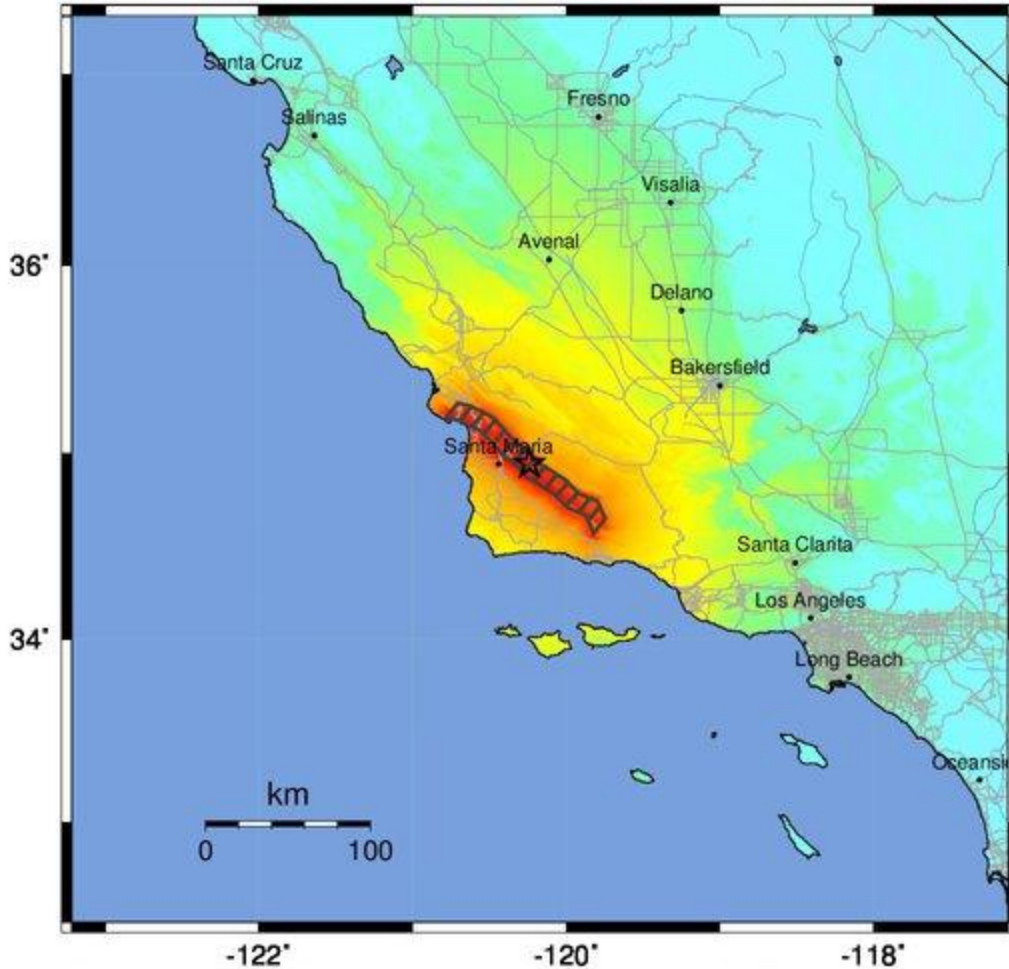 Santa Cruz
Salinas
Fresno
Visalia
36°
Avenal
Delano
Bakersfield
Santa Maria
Santa Clarita
Los Angeles
34°
Long Beach
Oceansi
km
0 100
-122° -120° -118°